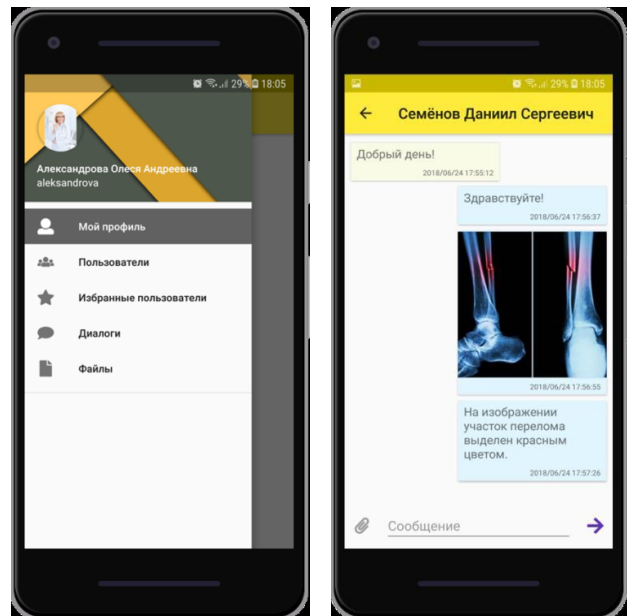 29% 18:05
Александрова Олеся Андреевна
aleksandrova
Мой профиль
Пользователи
Избранные пользователи
Диалоги
Файлы
29% 18:05
Семёнов Даниил Сергеевич
Добрый день!
2018/06/24 17:55:12
Здравствуйте!
2018/06/24 17:56:37
2018/06/24 17:56:55
На изображении
участок перелома
выделен красным
цветом.
2018/06/24 17:57:26
Сообщение